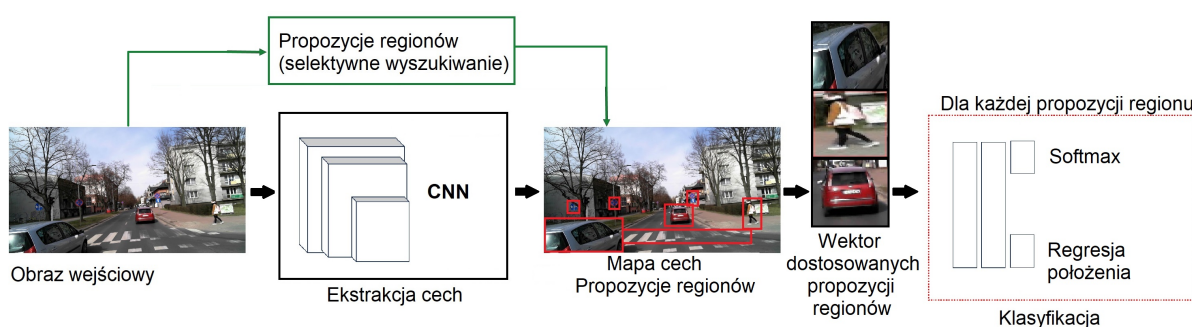 Propozycje regionów
(selektywne wyszukiwanie)
Obraz wejściowy
CNN
Ekstrakcja cech
Mapa cech
Propozycje regionów
Wektor
dostosowanych
propozycji
regionów
Dla każdej propozycji regionu
Softmax
Regresja
położenia
Klasyfikacja